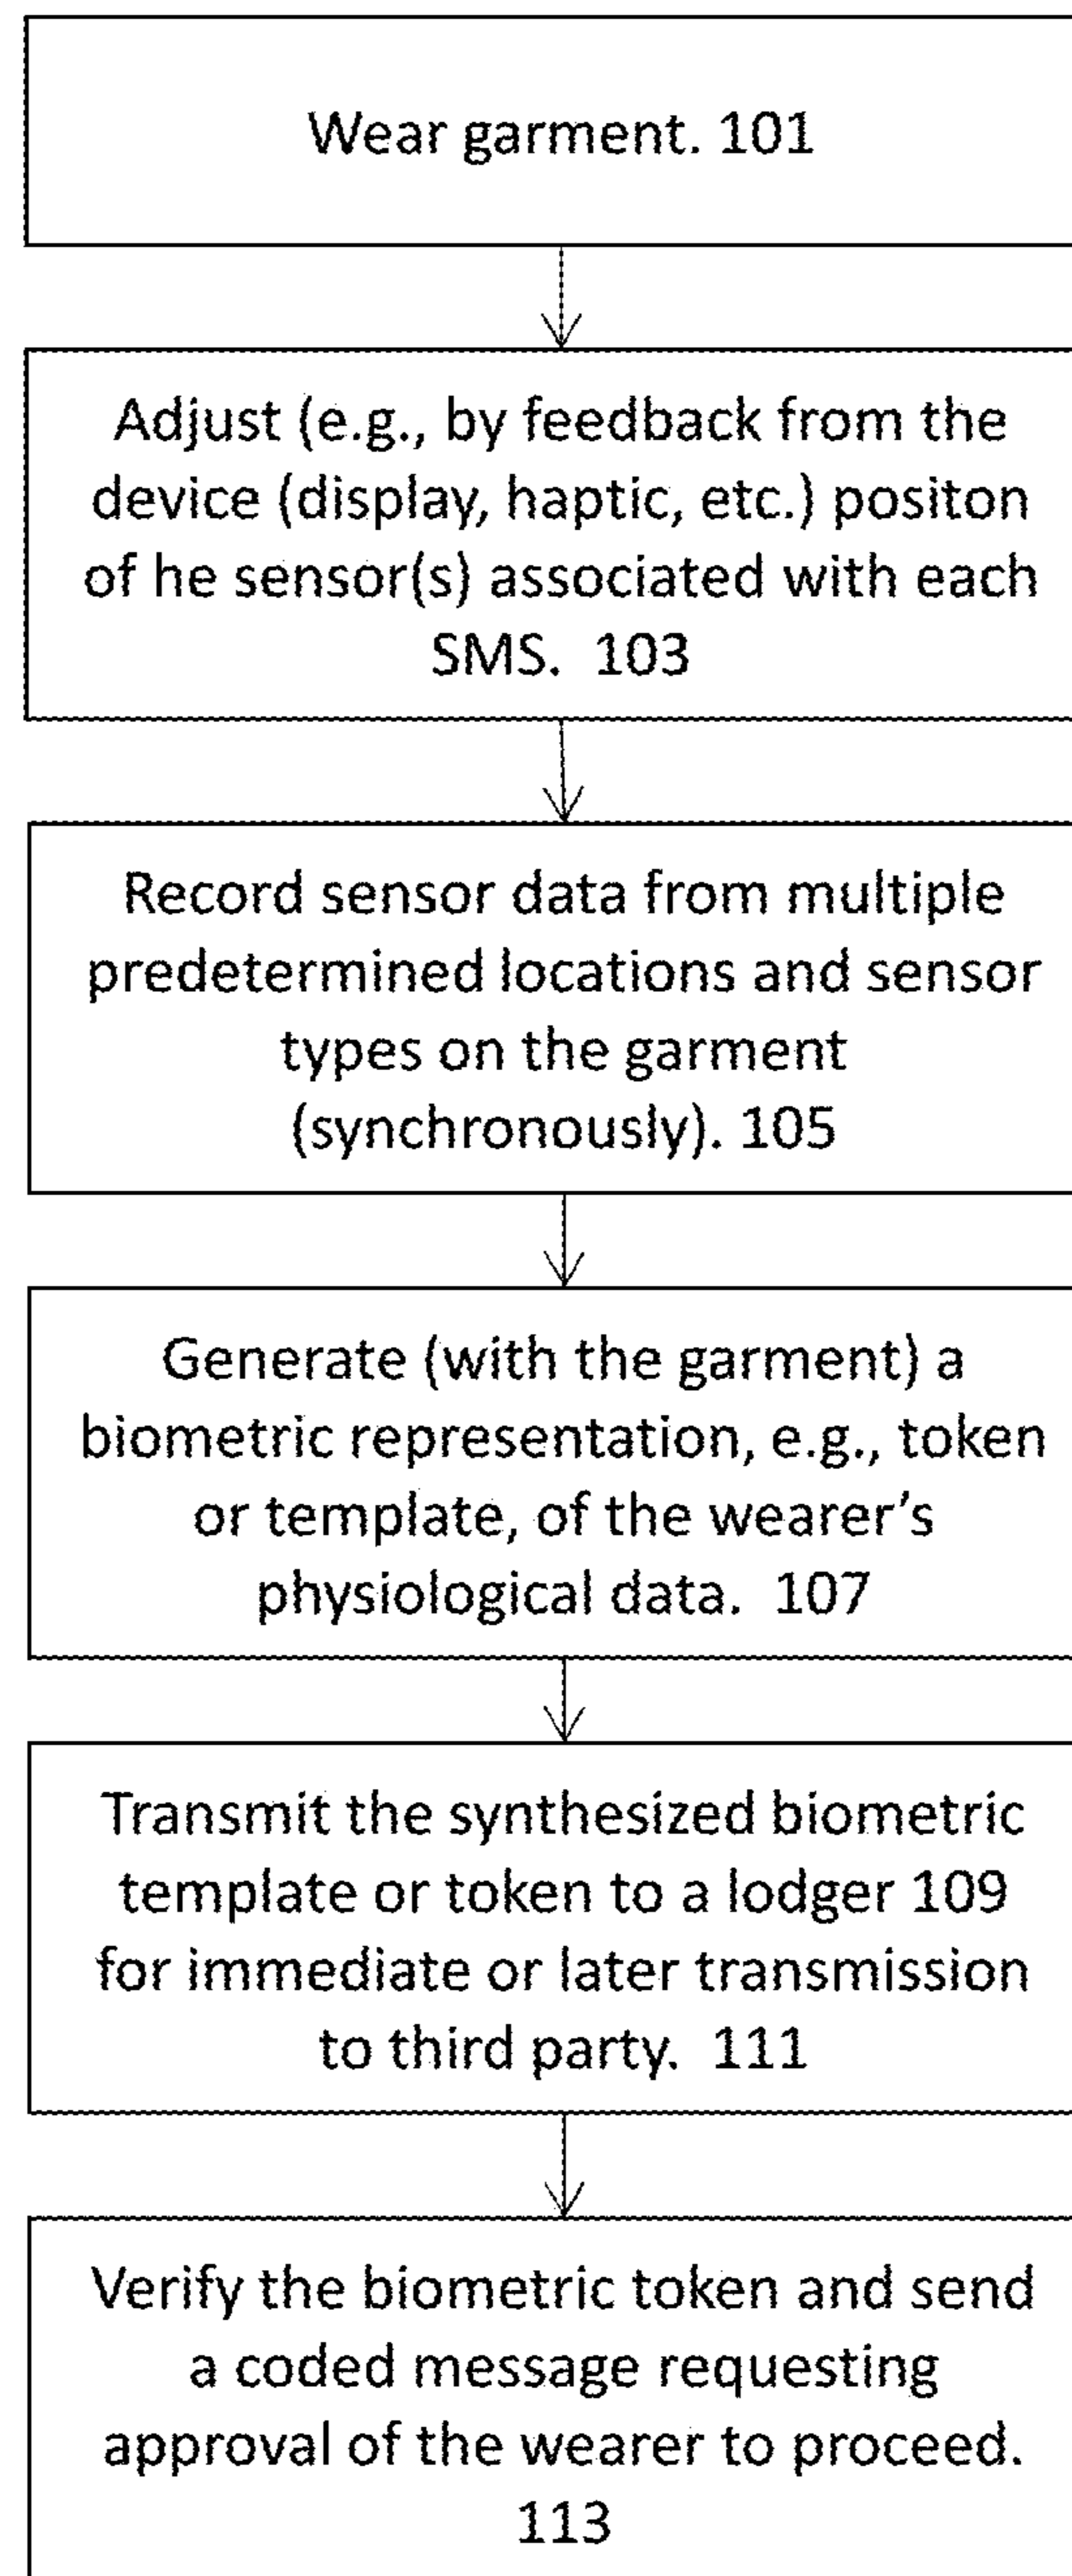 Wear garment. 101
Adjust (e.g., by feedback from the
device (display, haptic, etc.) positon
of he sensor(s) associated with each
SMS. 103
Record sensor data from multiple
predetermined locations and sensor
types on the garment
(synchronously). 105
Generate (with the garment) a
biometric representation, e.g., token
or template, of the wearer’s
physiological data. 107
Transmit the synthesized biometric
template or token to a lodger 109
for immediate or later transmission
to third party. 111
Verify the biometric token and send
a coded message requesting
approval of the wearer to proceed.
113